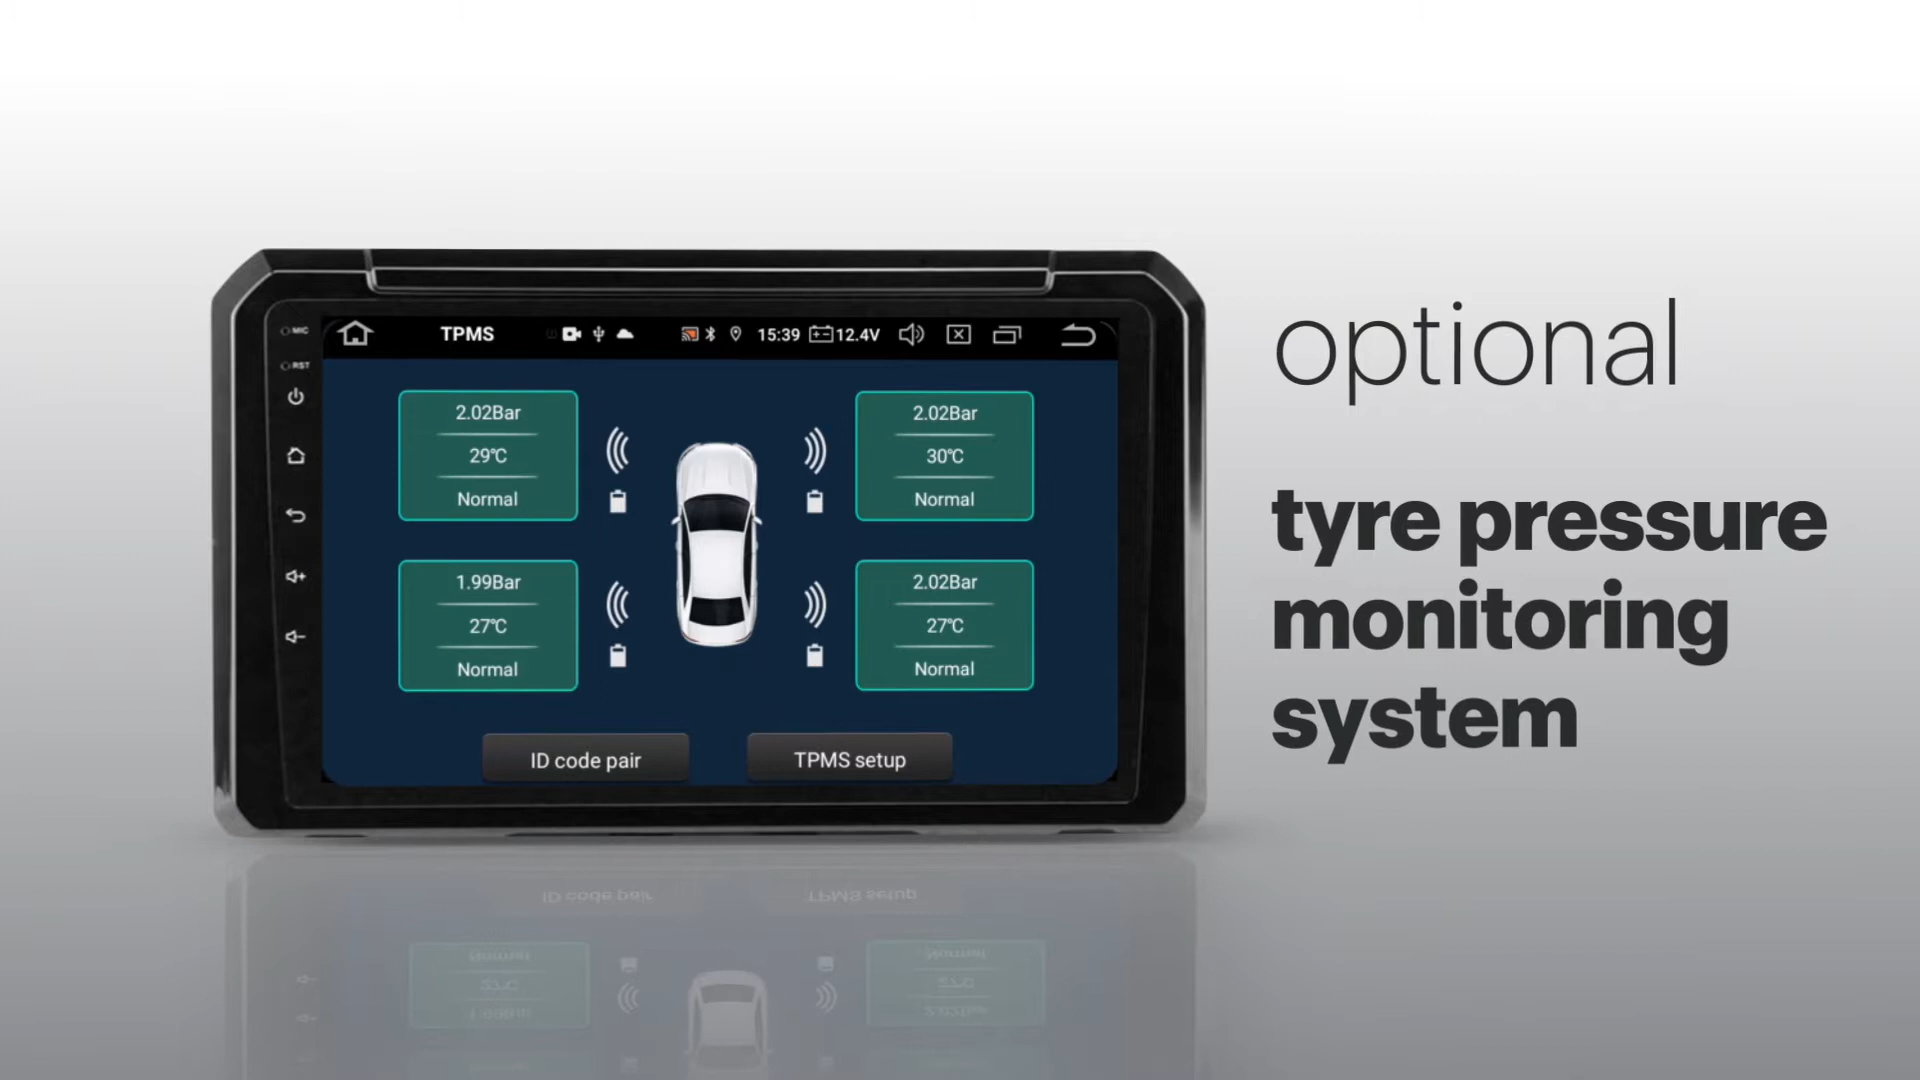 MIC
RST
TPMS
15:39
12.4V
2.02Bar
29℃
Normal
2.02Bar
30℃
Normal
1.99Bar
27℃
Normal
2.02Bar
27℃
Normal
ID code pair
TPMS setup
optional
tyre pressure
monitoring
system